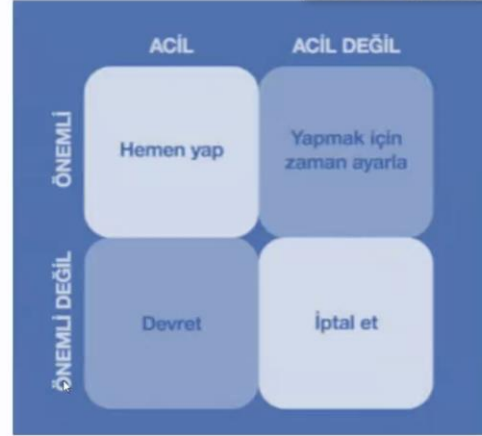 ACİL
ACİL DEĞİL
ÖNEMLİ
Hemen yap
Yapmak için
zaman ayarla
ÖNEMLİ DEĞİL
Devret
İptal et